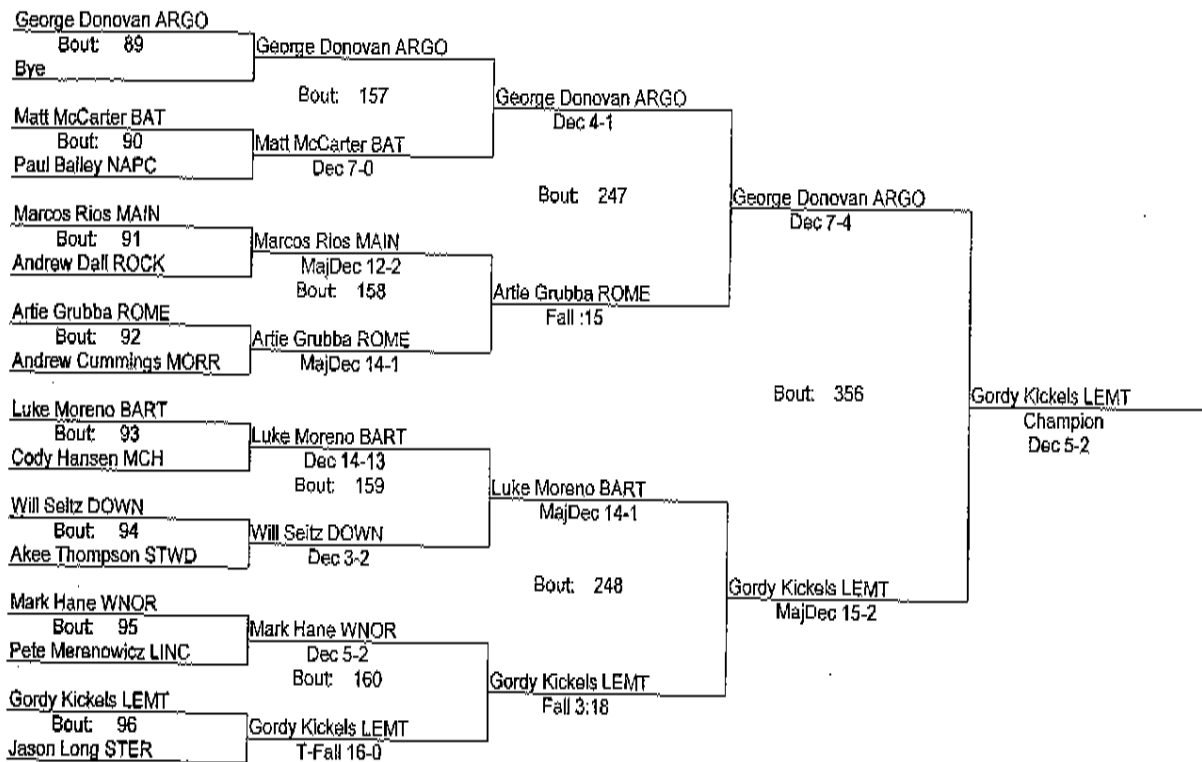 George Donovan ARGO
Bout: 89
Bye
Matt McCarter BAT
Bout: 90
Paul Bailey NAPC
Marcos Rios MAIN
Bout: 91
Andrew Dall ROCK
Artie Grubba ROME
Bout: 92
Andrew Cummings MORR
Luke Moreno BART
Bout: 93
Cody Hansen MCH
Will Seitz DOWN
Bout: 94
Akee Thompson STWD
Mark Hane WNOR
Bout: 95
Pete Meranowicz LINC
Gordy Kickels LEMT
Bout: 96
Jason Long STER
George Donovan ARGO
Bout: 157
Matt McCarter BAT
Dec 7-0
Marcos Rios MAIN
MajDec 12-2
Bout: 158
Artie Grubba ROME
MajDec 14-1
Luke Moreno BART
Dec 14-13
Bout: 159
Will Seitz DOWN
Dec 3-2
Mark Hane WNOR
Dec 5-2
Bout: 160
Gordy Kickels LEMT
T-Fall 16-0
George Donovan ARGO
Dec 4-1
Bout: 247
Artie Grubba ROME
Fall :15
Luke Moreno BART
MajDec 14-1
Bout: 248
Gordy Kickels LEMT
Fall 3:18
George Donovan ARGO
Dec 7-4
Bout: 356
Gordy Kickels LEMT
MajDec 15-2
Gordy Kickels LEMT
Champion
Dec 5-2